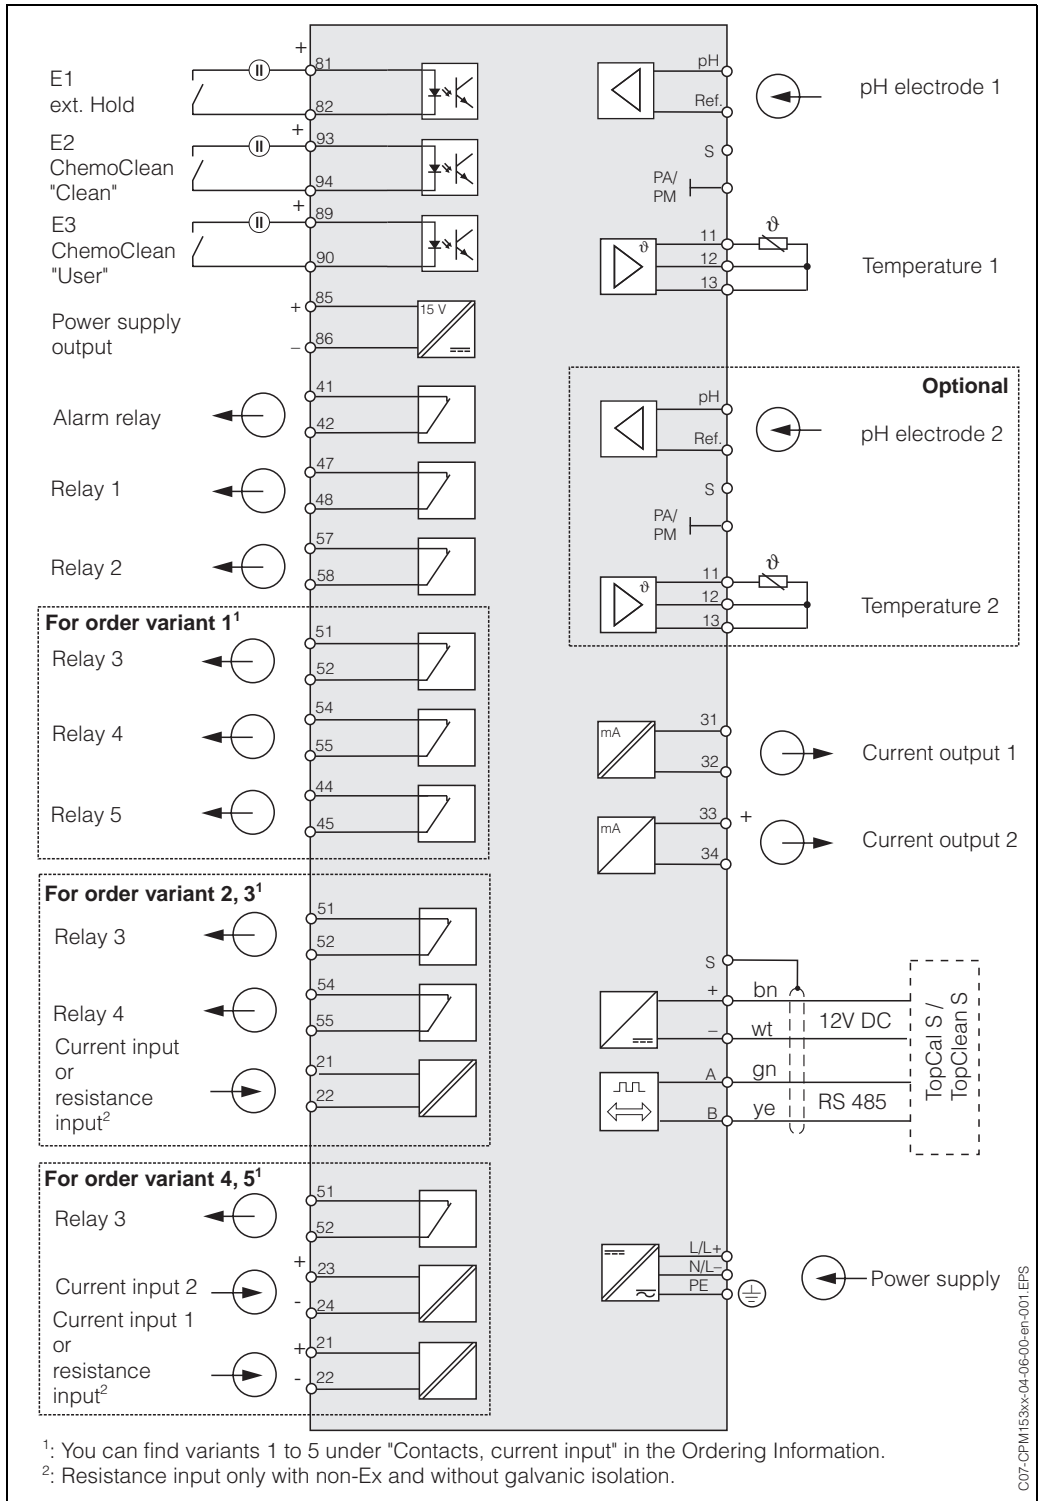 E1
ext. Hold
+
81
82
E2
ChemoClean
"Clean"
+
93
94
E3
ChemoClean
"User"
+
89
90
Power supply
output
+
85
–
86
15 V
Alarm relay
41
42
Relay 1
47
48
Relay 2
57
58
For order variant 1¹
Relay 3
51
52
Relay 4
54
55
Relay 5
44
45
For order variant 2, 3¹
Relay 3
51
52
Relay 4
54
55
Current input
or
resistance
input²
21
22
For order variant 4, 5¹
Relay 3
51
52
Current input 2
+
23
-
24
Current input 1
or
resistance
input²
+
21
-
22
pH
Ref.
pH electrode 1
S
PA/
PM
ϑ
11
12
13
ϑ
Temperature 1
Optional
pH
Ref.
pH electrode 2
S
PA/
PM
ϑ
11
12
13
ϑ
Temperature 2
mA
31
32
Current output 1
mA
33
+
34
Current output 2
S
+
bn
–
wt
12V DC
A
gn
B
ye
RS 485
TopCal S /
TopClean S
L/L+
N/L–
PE
Power supply
¹: You can find variants 1 to 5 under "Contacts, current input" in the Ordering Information.
²: Resistance input only with non-Ex and without galvanic isolation.
C07-CPM153xx-04-06-00-en-001.EPS